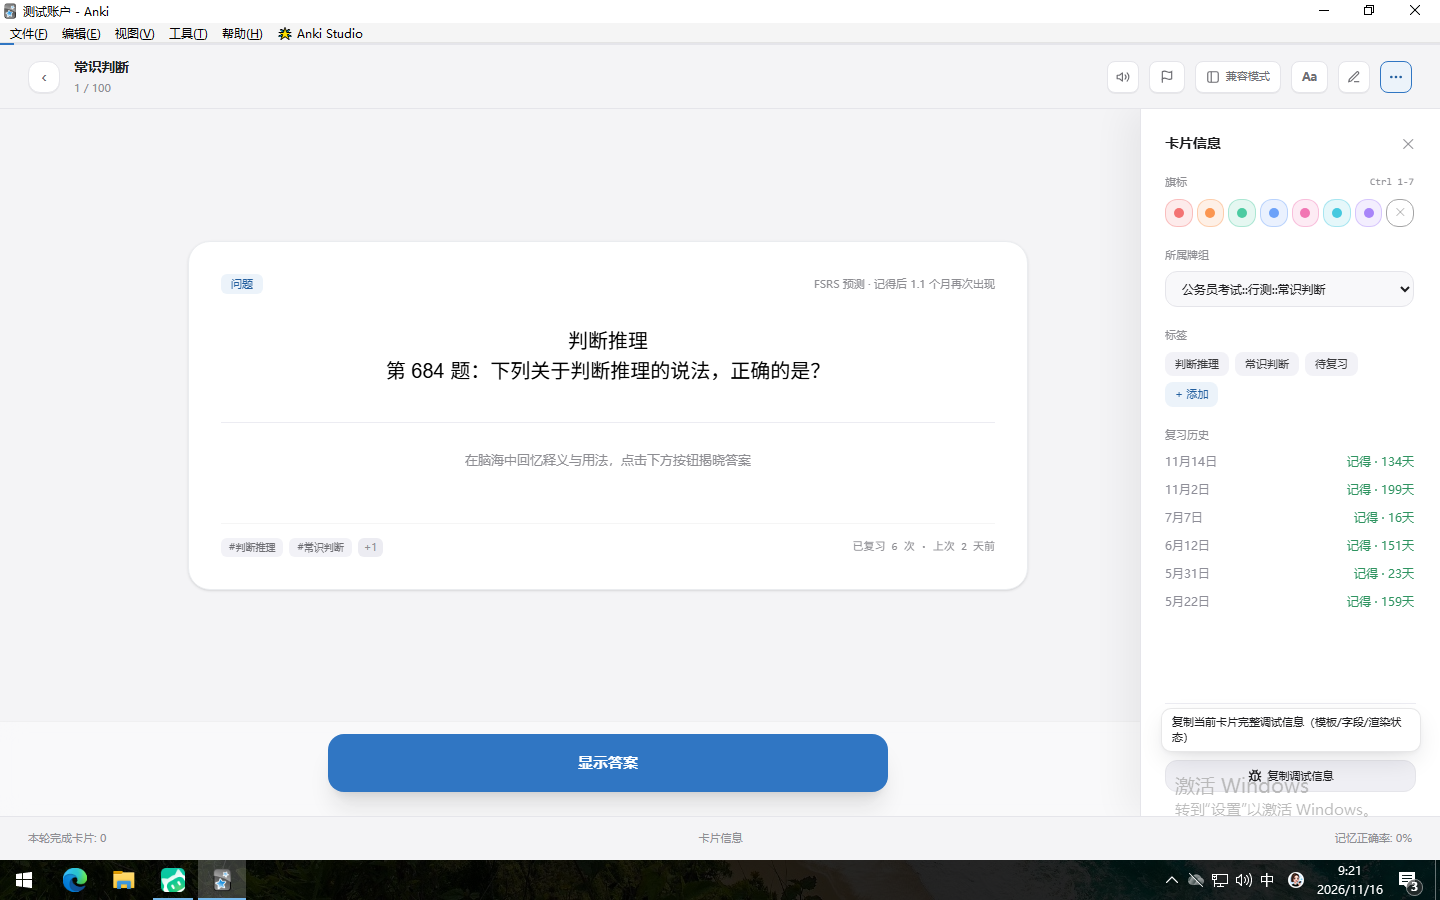 测试账户 - Anki
文件(F) 编辑(E) 视图(V) 工具(T) 帮助(H) Anki Studio
常识判断
1 / 100
兼容模式
Aa
卡片信息
旗标 Ctrl 1-7
所属牌组
公务员考试::行测::常识判断
标签
判断推理 常识判断 待复习
+ 添加
复习历史
11月14日 记得 · 134天
11月2日 记得 · 199天
7月7日 记得 · 16天
6月12日 记得 · 151天
5月31日 记得 · 23天
5月22日 记得 · 159天
复制当前卡片完整调试信息（模板/字段/渲染状
态）
复制调试信息
激活 Windows
转到“设置”以激活 Windows。
问题
FSRS 预测 · 记得后 1.1 个月再次出现
判断推理
第 684 题：下列关于判断推理的说法，正确的是？
在脑海中回忆释义与用法，点击下方按钮揭晓答案
#判断推理 #常识判断 +1
已复习 6 次 · 上次 2 天前
显示答案
本轮完成卡片: 0
卡片信息
记忆正确率: 0%
中
9:21
2026/11/16
3